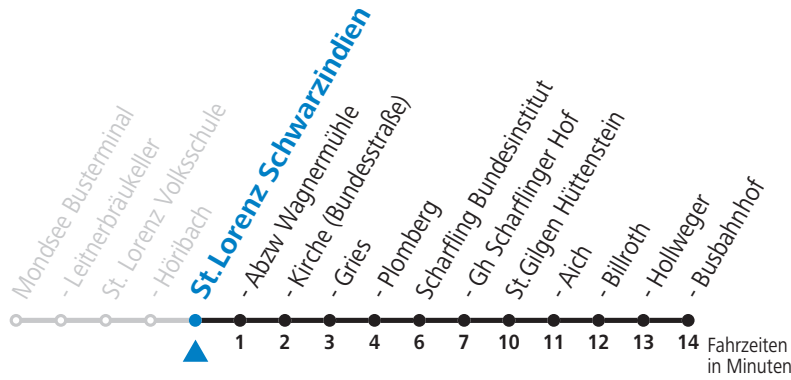 Mondsee Busterminal
- Leitnerbräukeller
St. Lorenz Volksschule
- Höribach
St.Lorenz Schwarzindien
- Abzw Wagnermühle
- Kirche (Bundesstraße)
- Gries
- Plomberg
Scharfling Bundesinstitut
- Gh Scharflinger Hof
St.Gilgen Hüttenstein
- Aich
- Billroth
- Hollweger
- Busbahnhof
1 2 3 4 6 7 10 11 12 13 14 Fahrzeiten
in Minuten